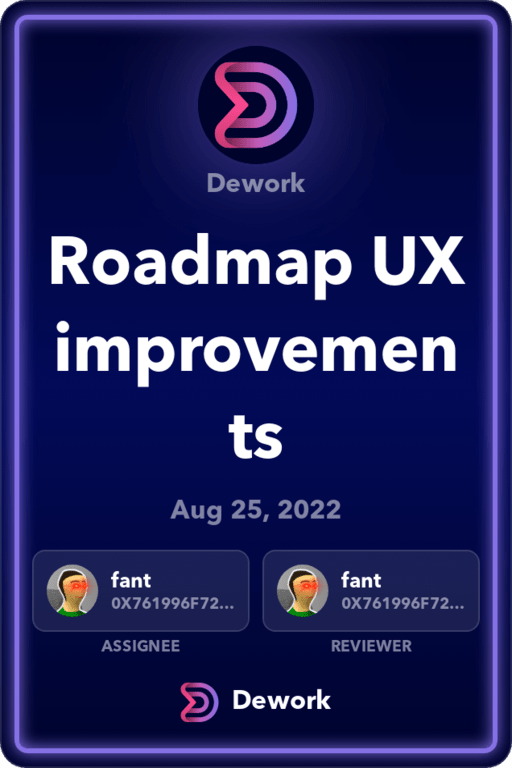 Dework
Roadmap UX
improvemen
ts
Aug 25, 2022
fant
0X761996F72...
ASSIGNEE
fant
0X761996F72...
REVIEWER
Dework